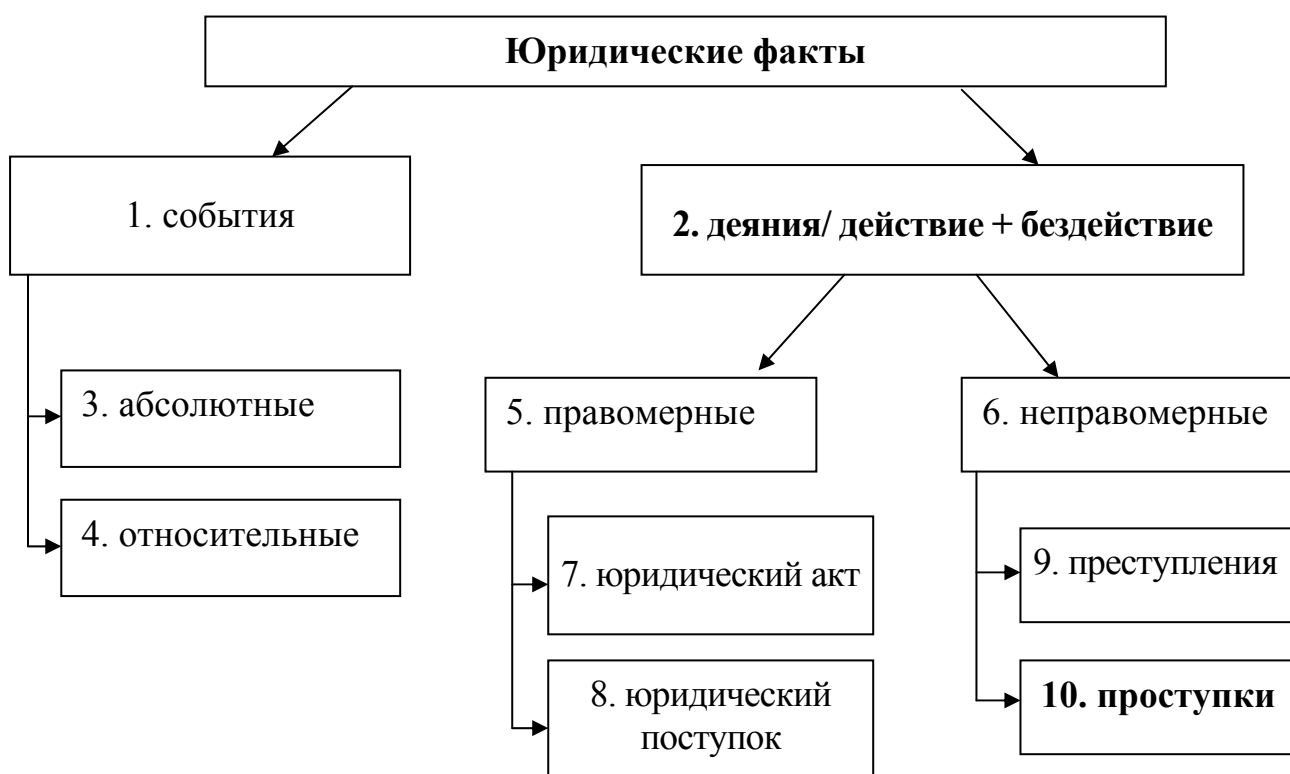 Юридические факты
1. события
2. деяния/ действие + бездействие
3. абсолютные
4. относительные
5. правомерные
6. неправомерные
7. юридический акт
8. юридический
поступок
9. преступления
10. проступки